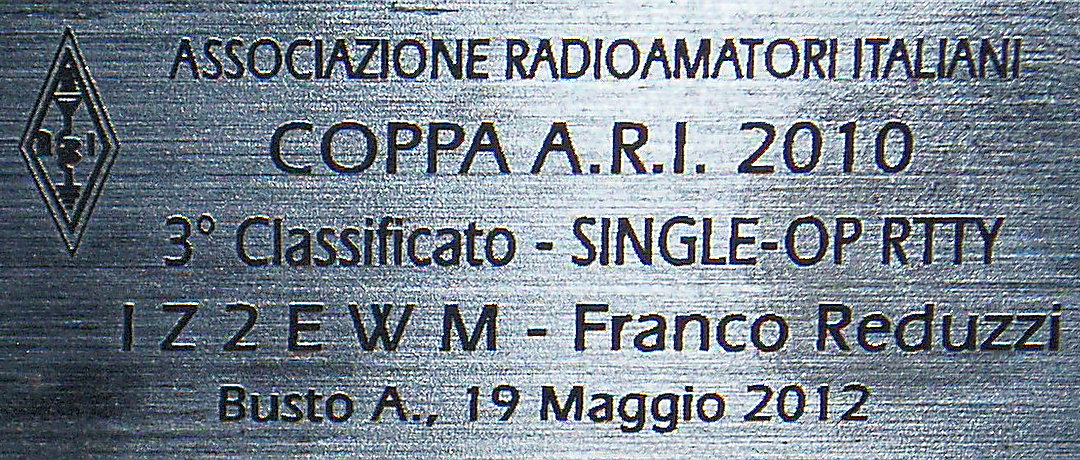 ASSOCIAZIONE RADIOAMATORI ITALIANI
COPPA A.R.I. 2010
3° Classificato - SINGLE-OP RTTY
I Z 2 E W M - Franco Reduzzi
Busto A., 19 Maggio 2012